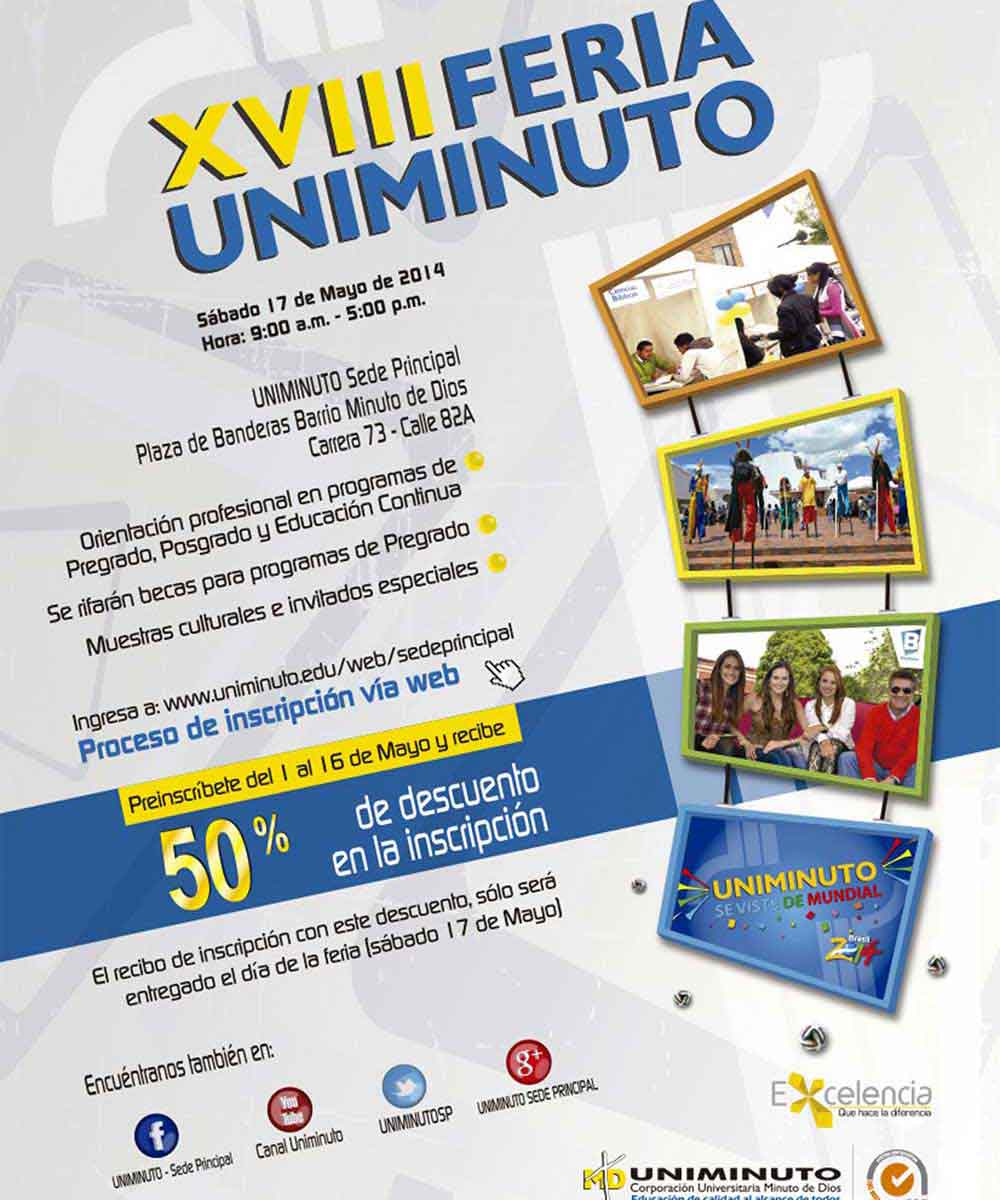 XVIII FERIA
UNIMINUTO
Sábado 17 de Mayo de 2014
Hora: 9:00 a.m. - 5:00 p.m.
UNIMINUTO Sede Principal
Plaza de Banderas Barrio Minuto de Dios
Carrera 73 - Calle 82A
Orientación profesional en programas de
Pregrado, Posgrado y Educación Continua
Se rifarán becas para programas de Pregrado
Muestras culturales e invitados especiales
Ingresa a: www.uniminuto.edu/web/sedeprincipal
Proceso de inscripción vía web
Preinscríbete del 1 al 16 de Mayo y recibe
50% de descuento
en la inscripción
El recibo de inscripción con este descuento, sólo será
entregado el día de la feria (sábado 17 de Mayo)
Encuéntranos también en:
UNIMINUTO - Sede Principal
You Tube
Canal Uniminuto
UNIMINUTOSP
g+
UNIMINUTO SEDE PRINCIPAL
Ciencias
Bíblicas
B
UNIMINUTO
SE VISTE DE MUNDIAL
Brasil
2014
Excelencia
Que hace la diferencia
MD UNIMINUTO
Corporación Universitaria Minuto de Dios
Educación de calidad al alcance de todos